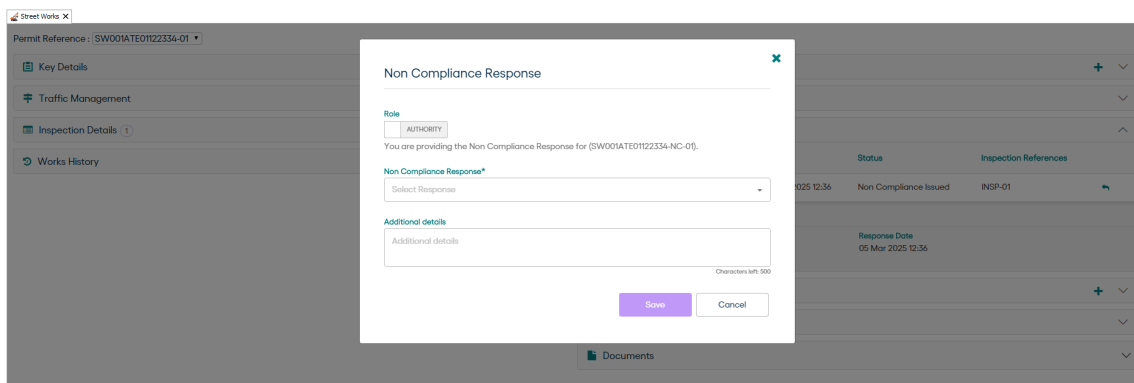 Street Works X
Permit Reference : SW001ATE01122334-01
Key Details
Traffic Management
Inspection Details 1
Works History
Non Compliance Response
Role
AUTHORITY
You are providing the Non Compliance Response for (SW001ATE01122334-NC-01).
Non Compliance Response*
Select Response
Additional details
Additional details
Characters left: 500
Save Cancel
Status Inspection References
2025 12:36 Non Compliance Issued INSP-01
Response Date
05 Mar 2025 12:36
Documents